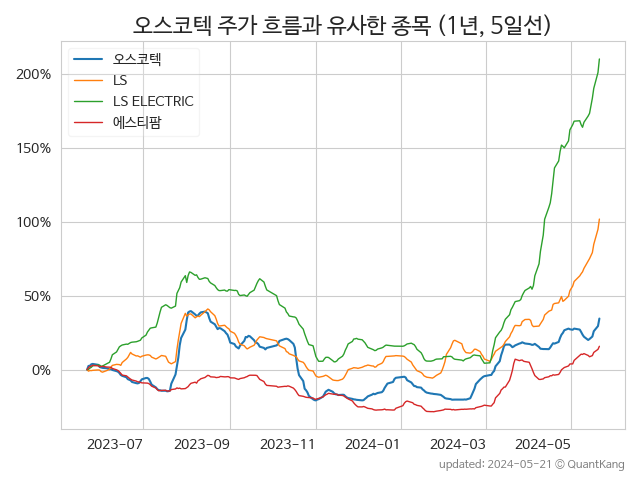 오스코텍 주가 흐름과 유사한 종목 (1년, 5일선)
오스코텍
LS
LS ELECTRIC
에스티팜
200%
150%
100%
50%
0%
2023-07 2023-09 2023-11 2024-01 2024-03 2024-05
updated: 2024-05-21 © QuantKang